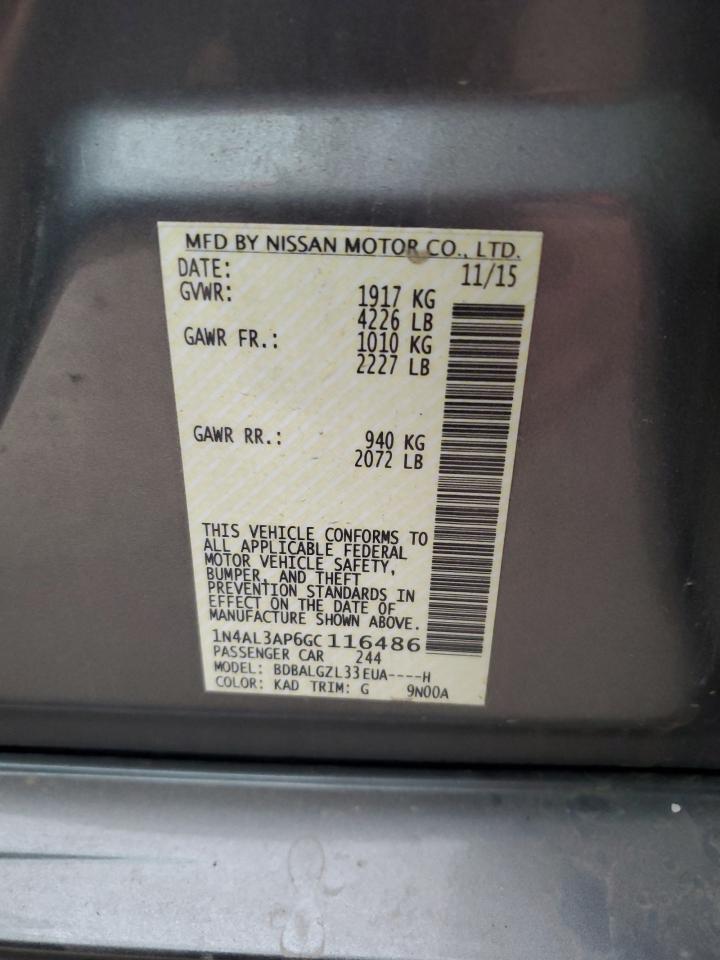 MFD BY NISSAN MOTOR CO., LTD.
DATE: 11/15
GVWR: 1917 KG
4226 LB
GAWR FR.: 1010 KG
2227 LB
GAWR RR.: 940 KG
2072 LB
THIS VEHICLE CONFORMS TO
ALL APPLICABLE FEDERAL
MOTOR VEHICLE SAFETY,
BUMPER, AND THEFT
PREVENTION STANDARDS IN
EFFECT ON THE DATE OF
MANUFACTURE SHOWN ABOVE.
1N4AL3AP6GC116486
PASSENGER CAR 244
MODEL: BDBALGZL33EUA----H
COLOR: KAD TRIM: G 9N00A